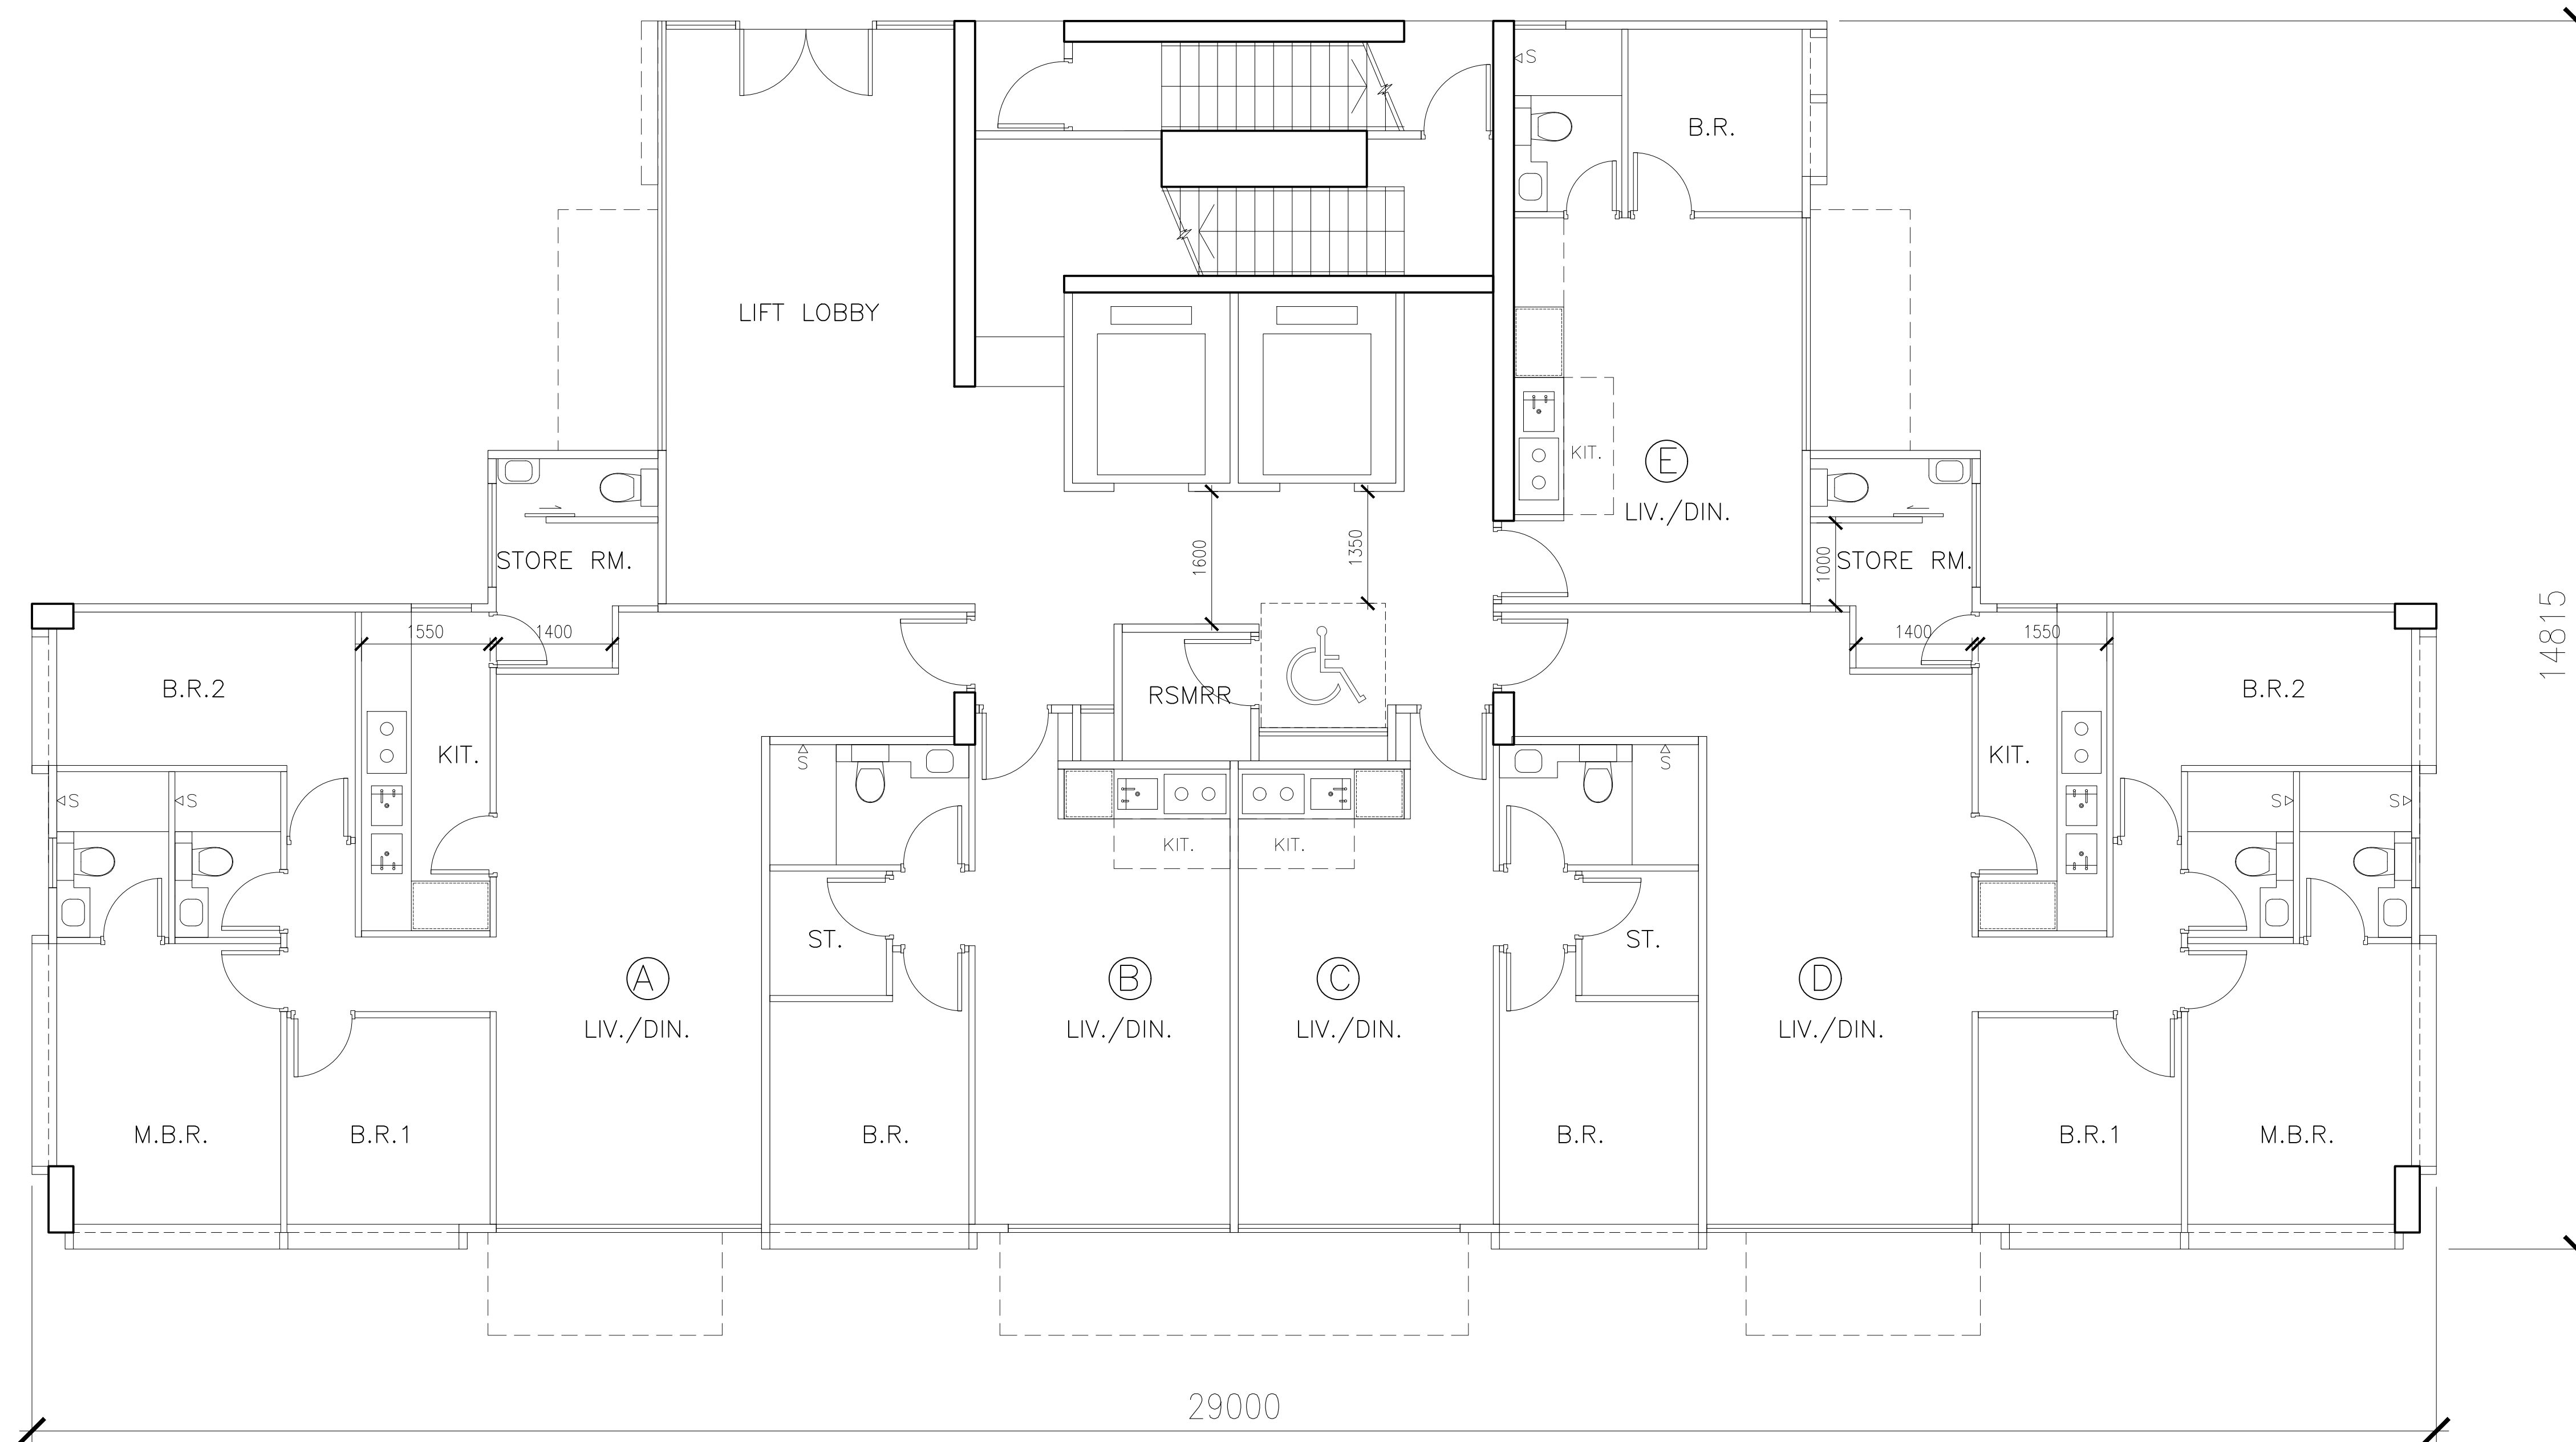 S
B.R.
LIFT LOBBY
KIT.
E
LIV./DIN.
1600
1350
1000
STORE RM.
STORE RM.
14815
1550
1400
1400
1550
B.R.2
RSMRR
B.R.2
KIT.
KIT.
S
S
S
S
S
S
KIT.
KIT.
ST.
ST.
A
B
C
D
LIV./DIN.
LIV./DIN.
LIV./DIN.
LIV./DIN.
M.B.R.
B.R.1
B.R.
B.R.
B.R.1
M.B.R.
29000